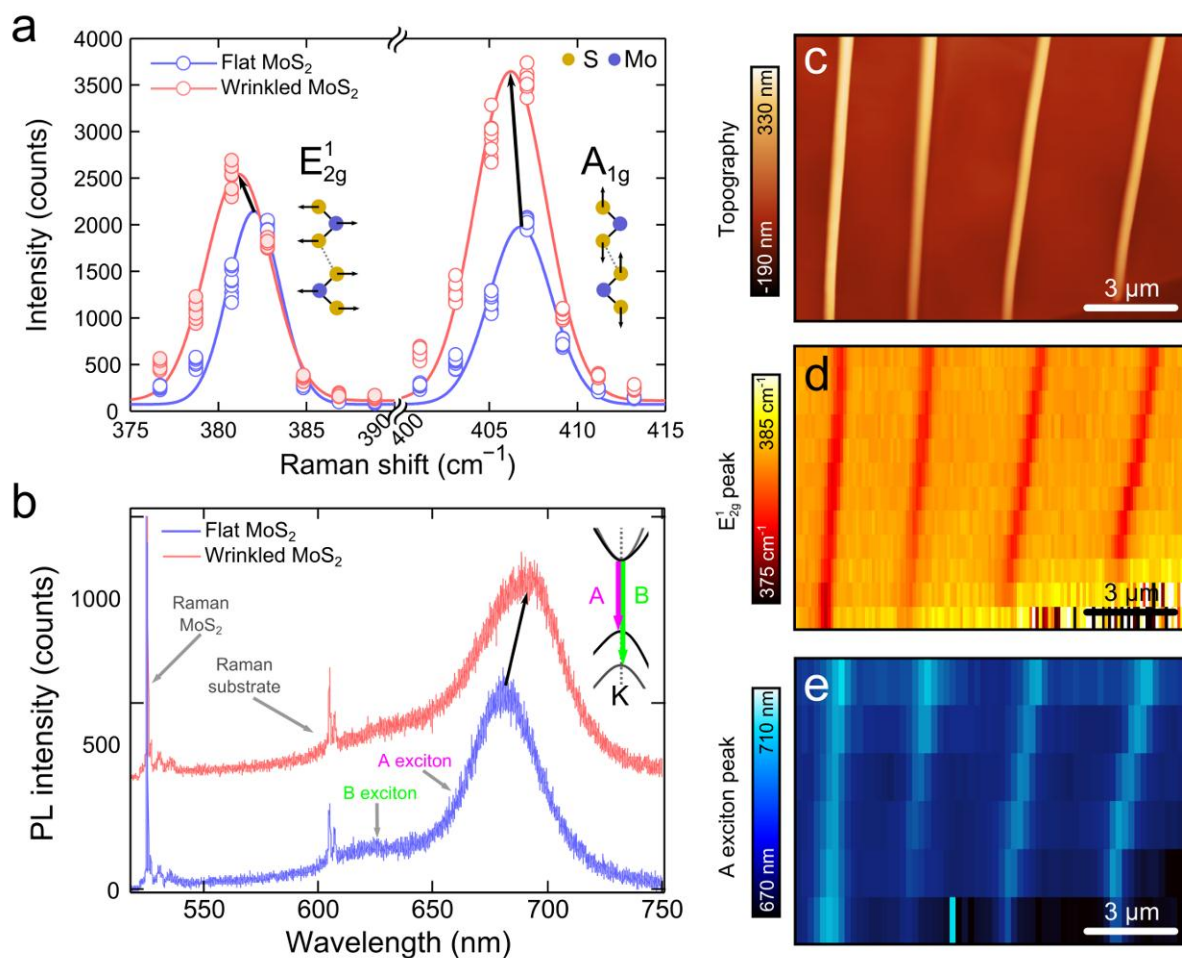 a
4000
3500
3000
2500
2000
1500
1000
500
0
Intensity (counts)
Flat MoS₂
Wrinkled MoS₂
S Mo
E¹₂g
A₁g
375 380 385 390 400 405 410 415
Raman shift (cm⁻¹)
b
1000
500
0
PL intensity (counts)
Flat MoS₂
Wrinkled MoS₂
Raman
MoS₂
Raman
substrate
A exciton
B exciton
A B
K
550 600 650 700 750
Wavelength (nm)
c
Topography
330 nm
-190 nm
3 µm
d
E¹₂g peak
385 cm⁻¹
375 cm⁻¹
3 µm
e
A exciton peak
710 nm
670 nm
3 µm